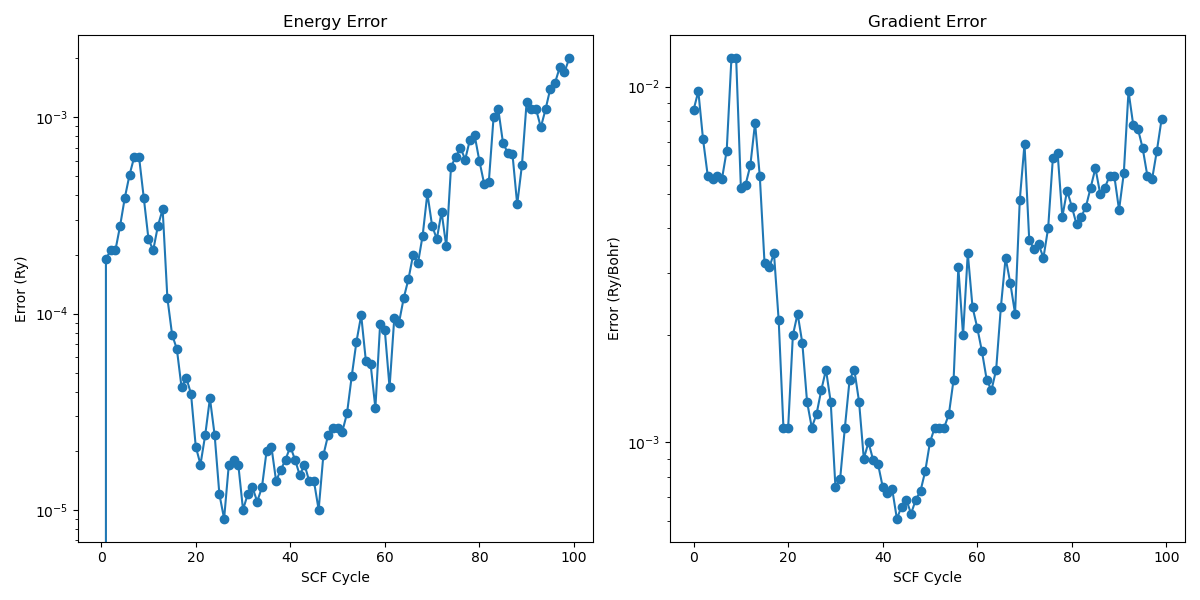 Energy Error
Error (Ry)
10⁻³
10⁻⁴
10⁻⁵
0 20 40 60 80 100
SCF Cycle
Gradient Error
Error (Ry/Bohr)
10⁻²
10⁻³
0 20 40 60 80 100
SCF Cycle